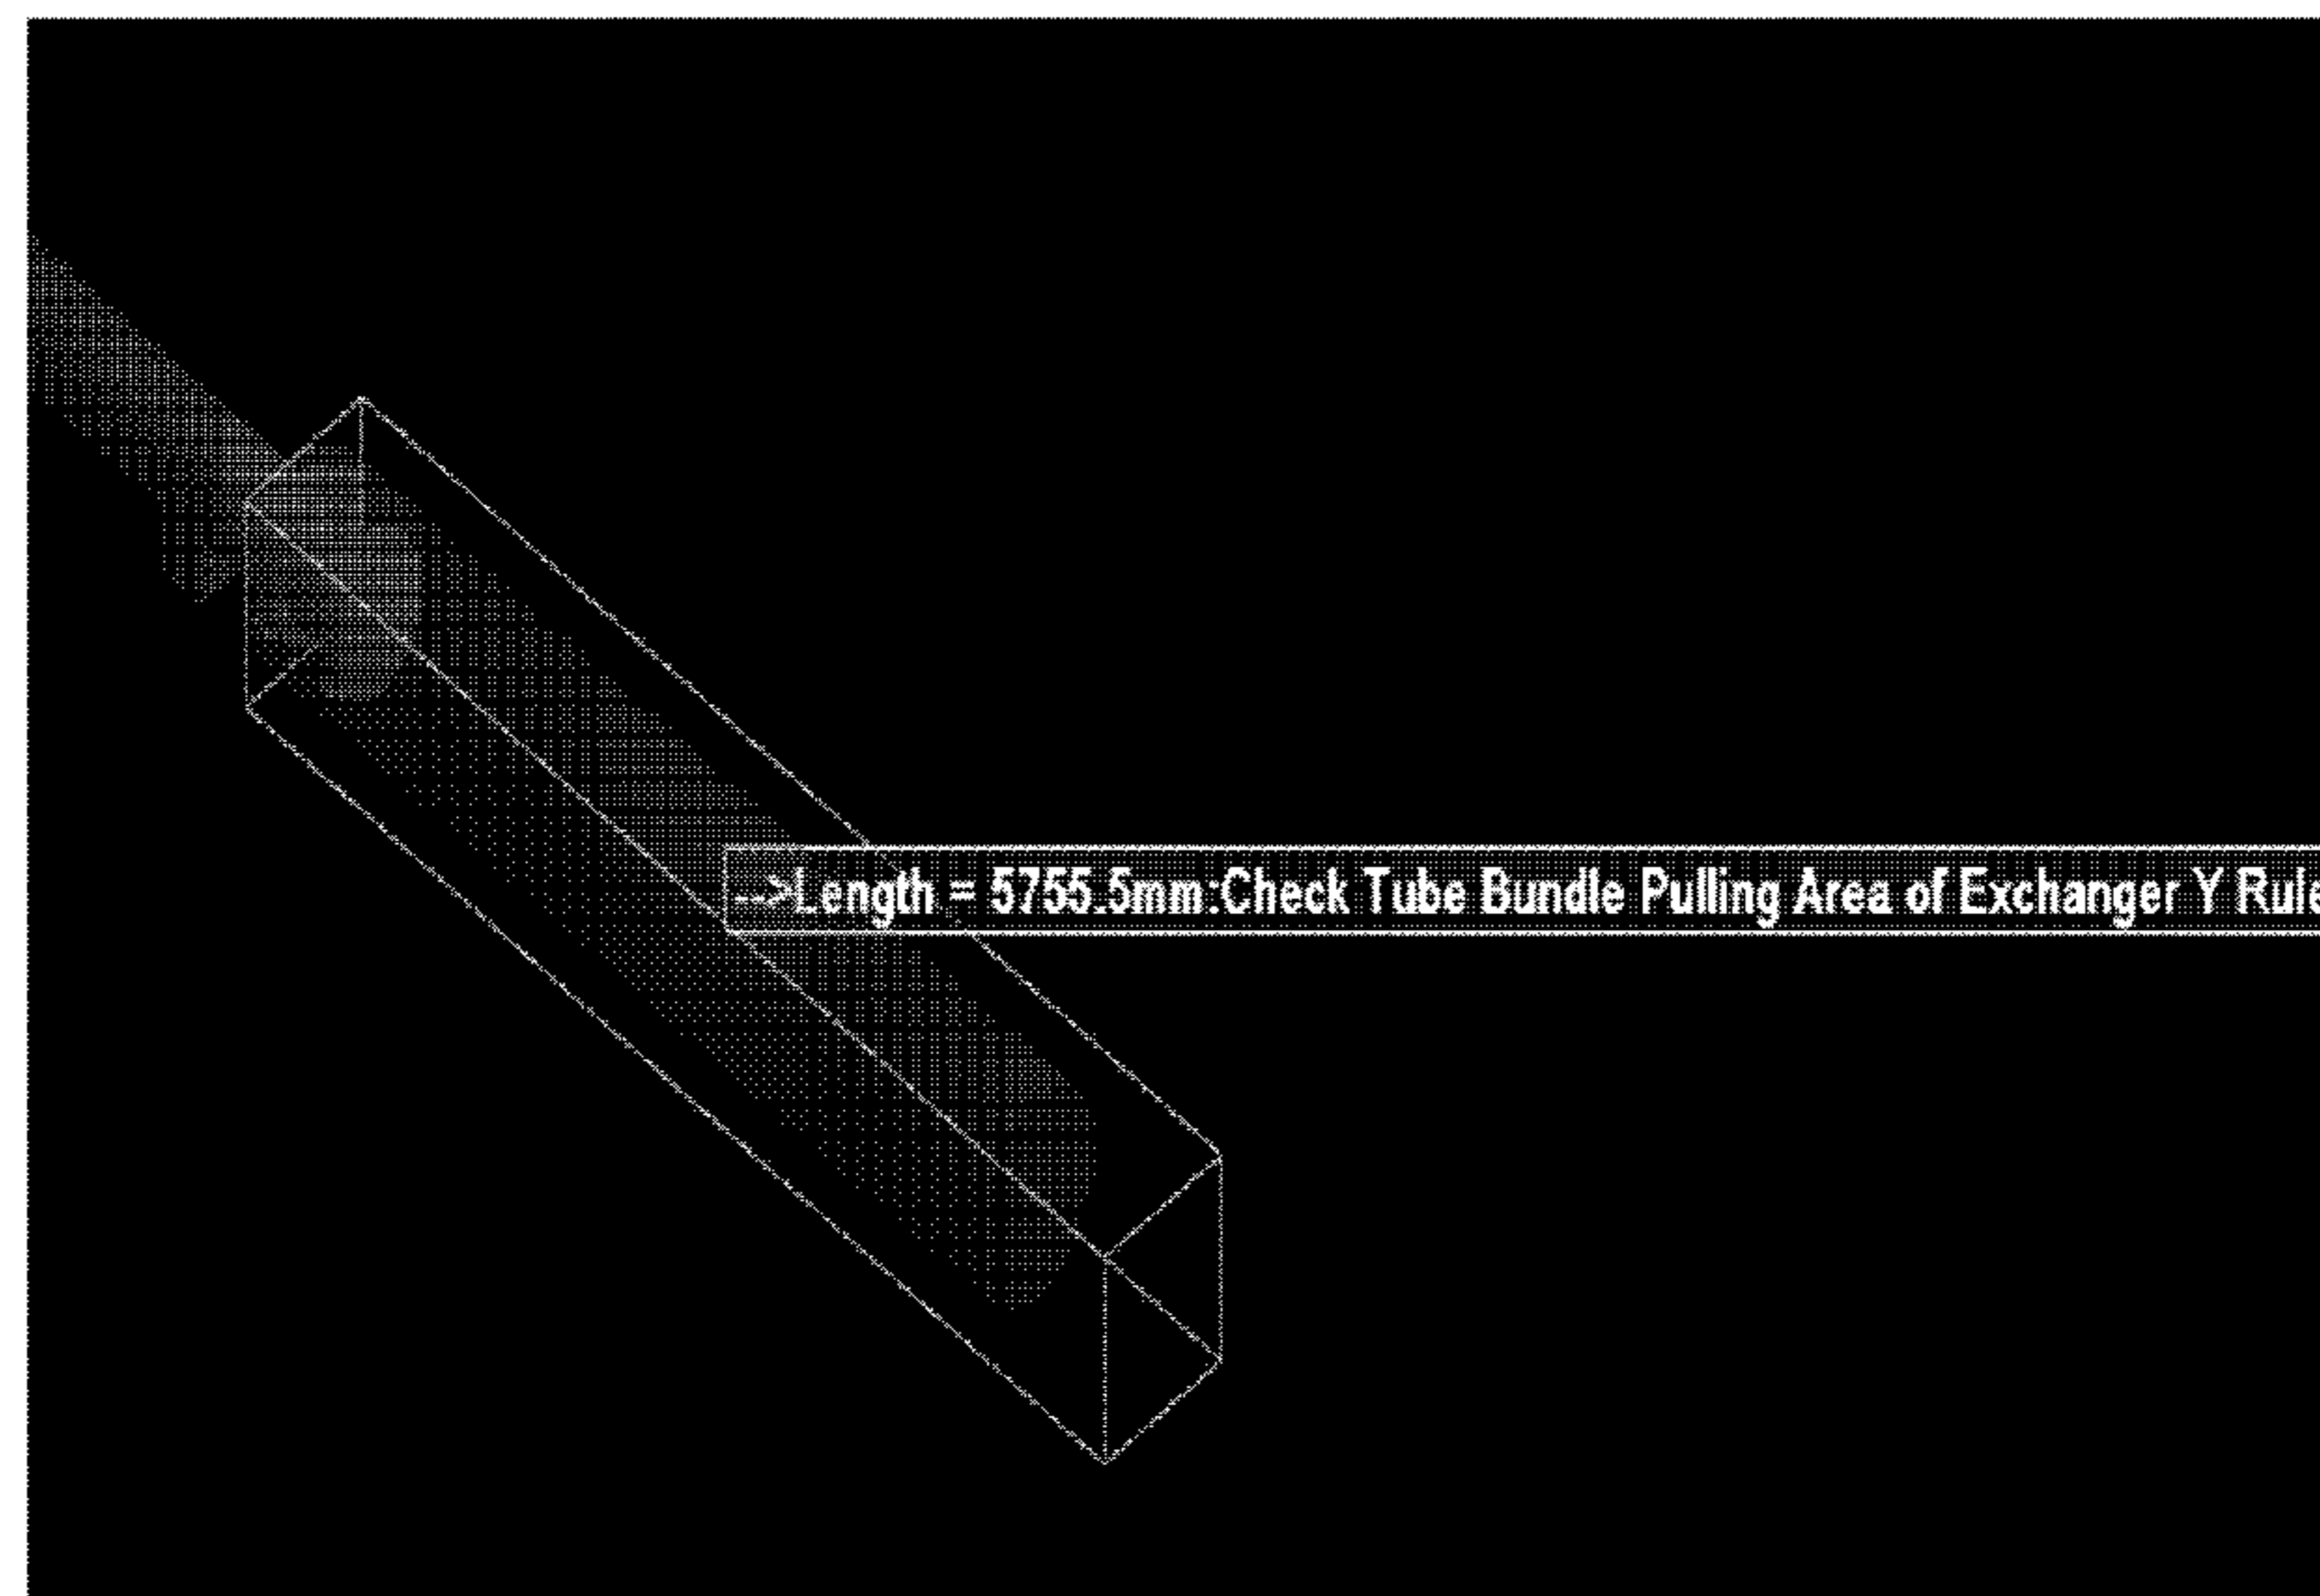 -->Length = 5755.5mm:Check Tube Bundle Pulling Area of Exchanger Y Rule